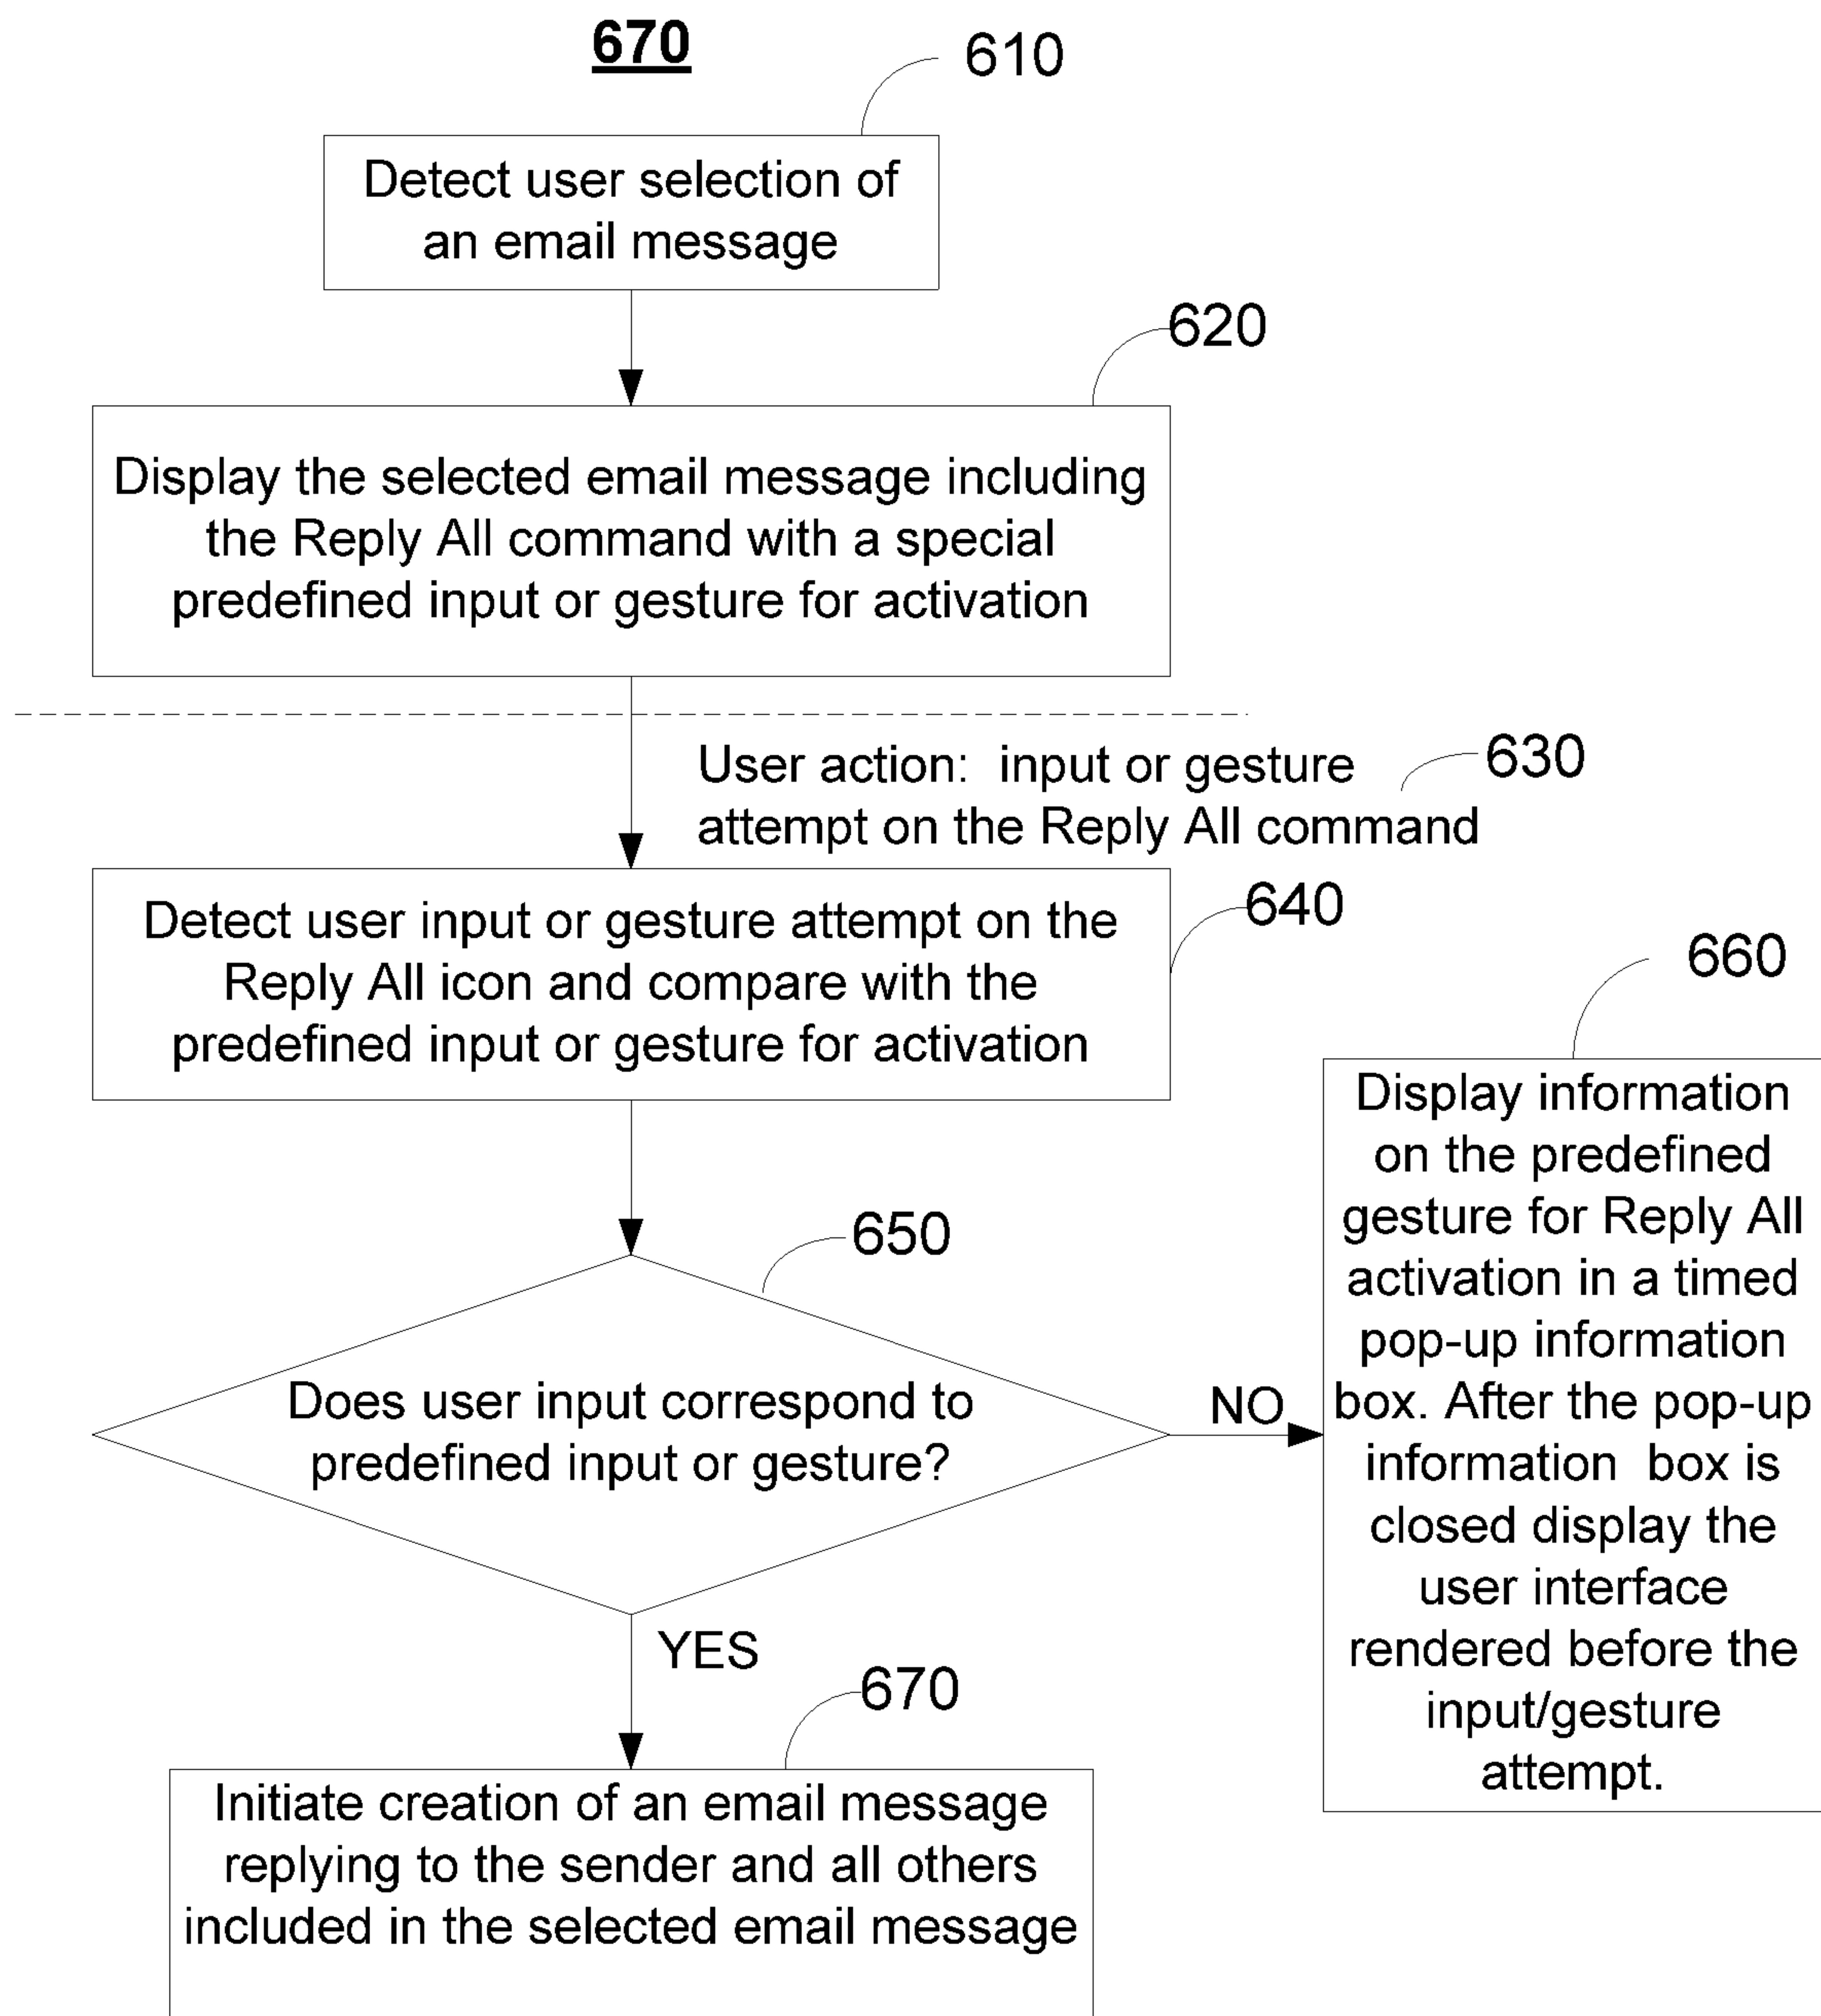 670
610
Detect user selection of
an email message
620
Display the selected email message including
the Reply All command with a special
predefined input or gesture for activation
User action:  input or gesture
attempt on the Reply All command
630
Detect user input or gesture attempt on the
Reply All icon and compare with the
predefined input or gesture for activation
640
650
Does user input correspond to
predefined input or gesture?
NO
660
Display information
on the predefined
gesture for Reply All
activation in a timed
pop-up information
box. After the pop-up
information  box is
closed display the
user interface
rendered before the
input/gesture
attempt.
YES
670
Initiate creation of an email message
replying to the sender and all others
included in the selected email message